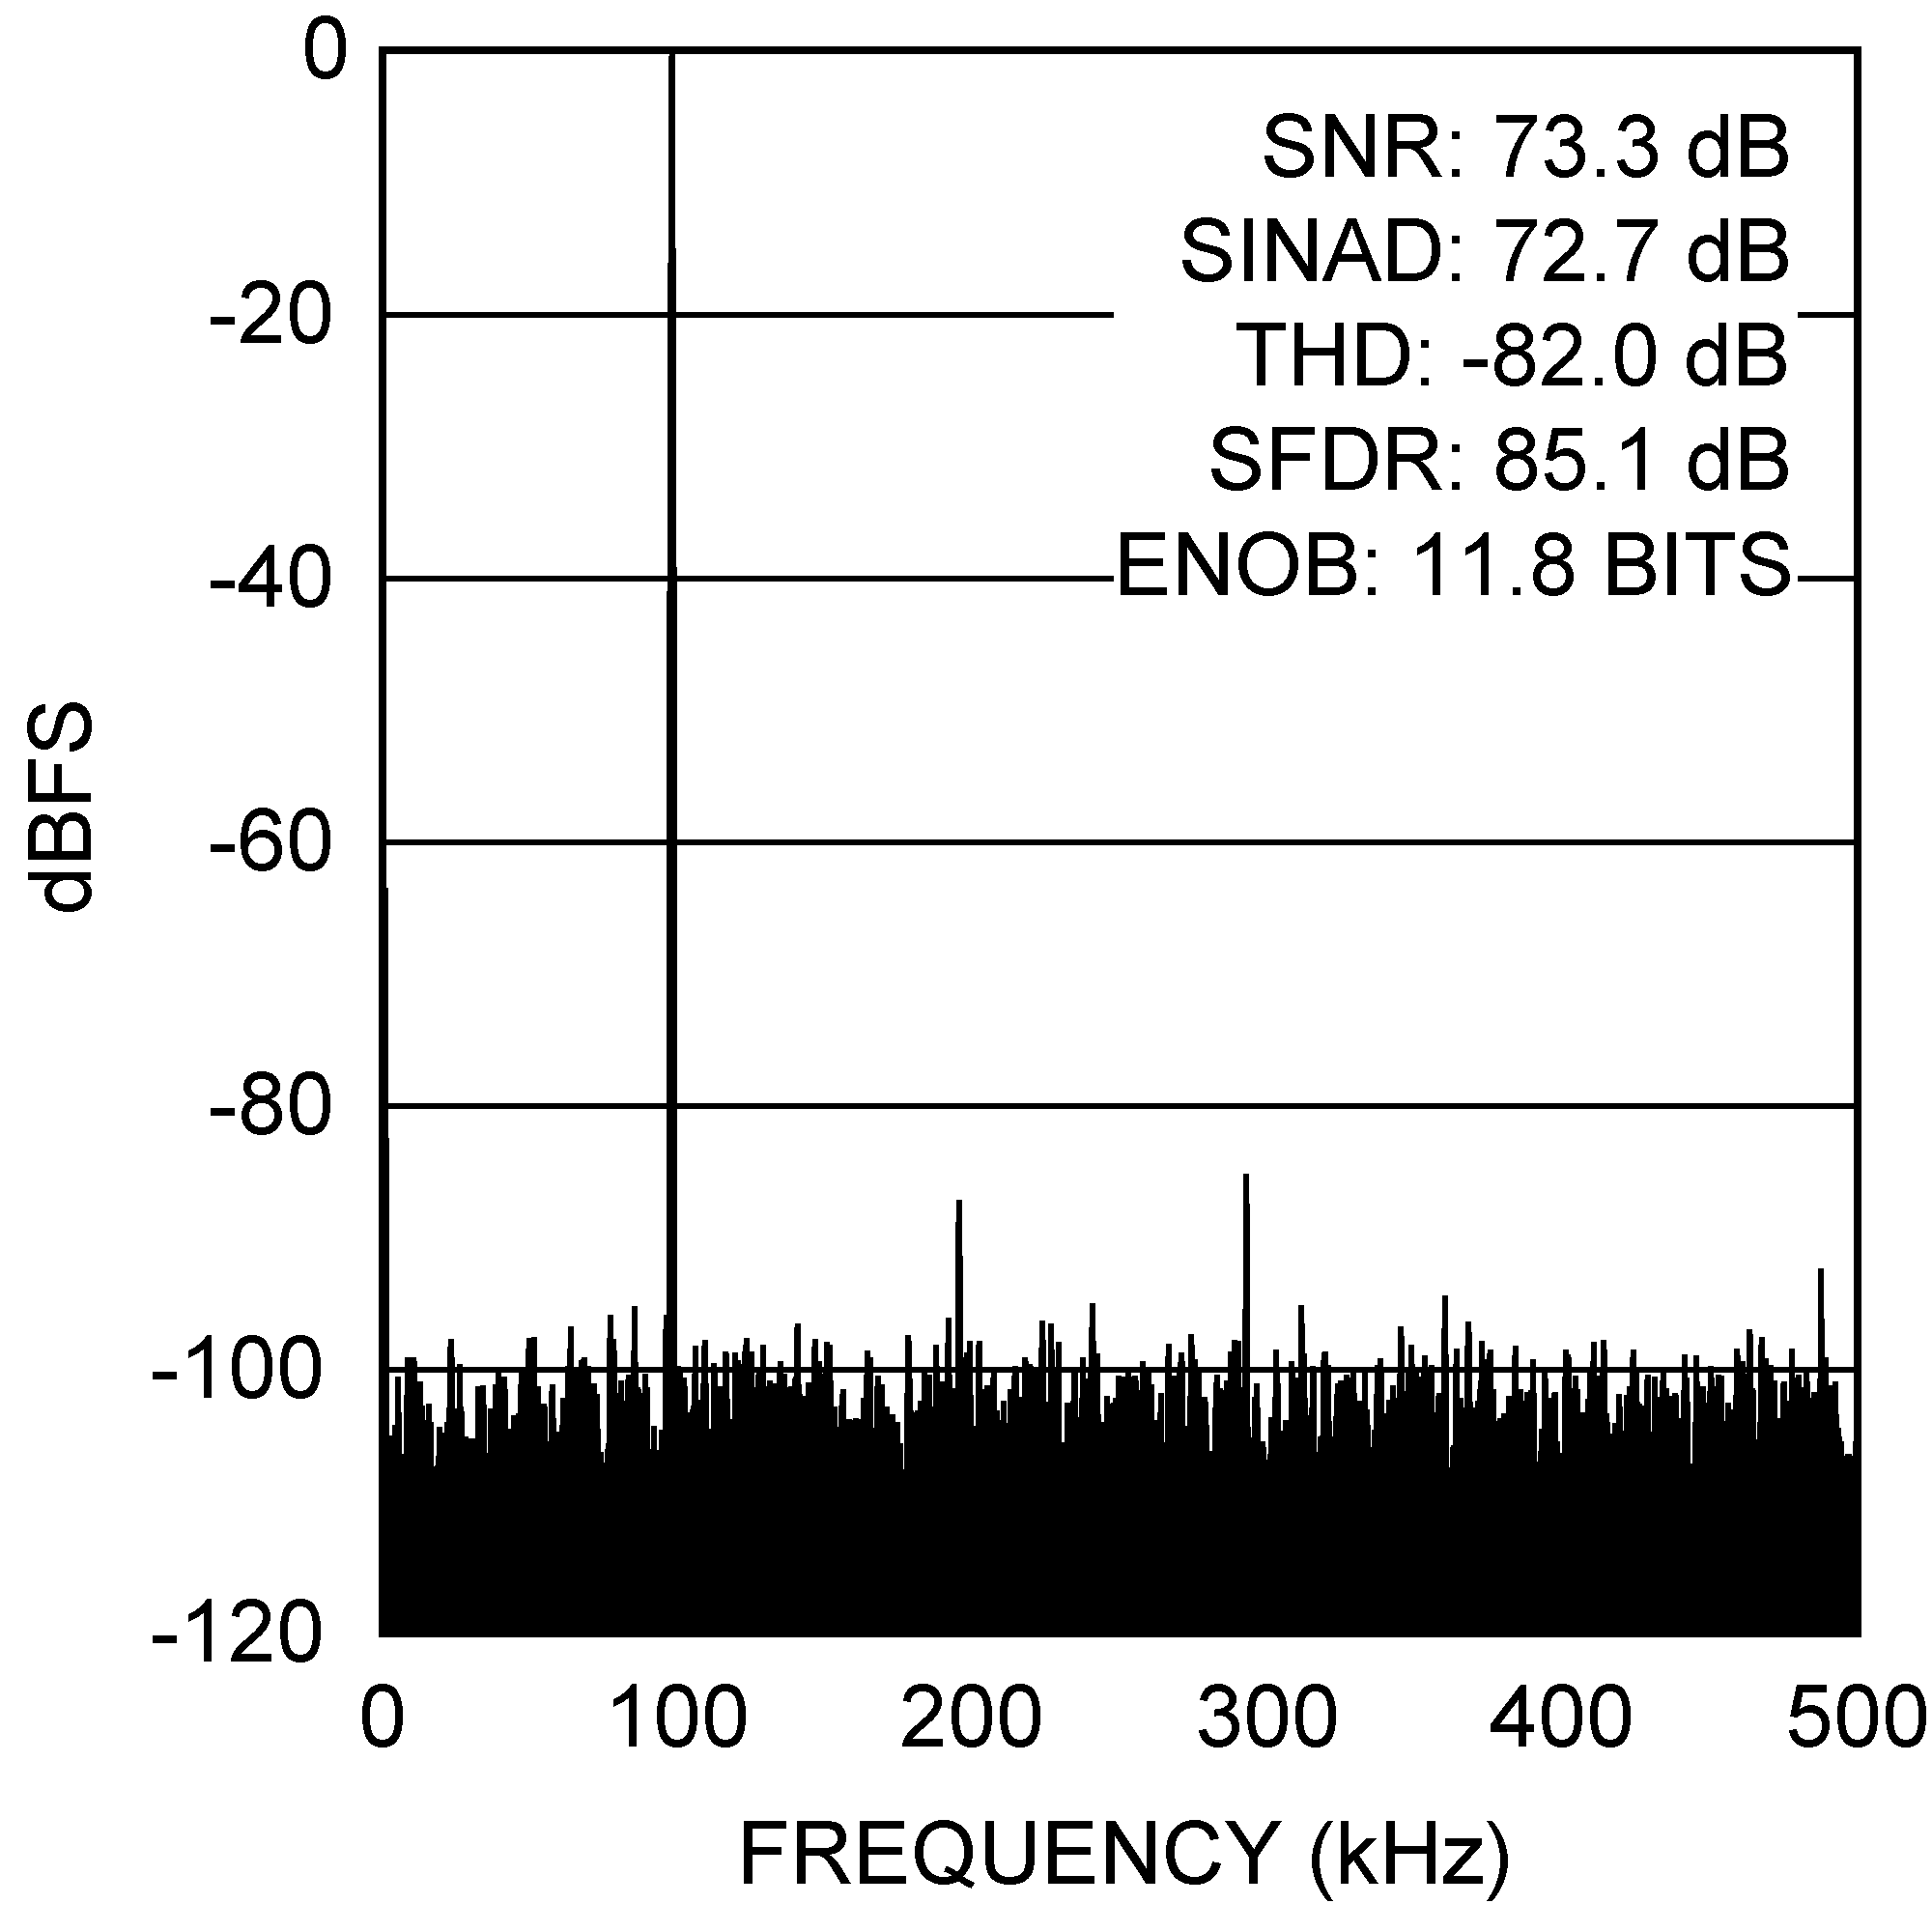 0
SNR: 73.3 dB
SINAD: 72.7 dB
-20
THD: -82.0 dB
SFDR: 85.1 dB
-40
ENOB: 11.8 BITS
dBFS
-60
-80
-100
-120
0 100 200 300 400 500
FREQUENCY (kHz)